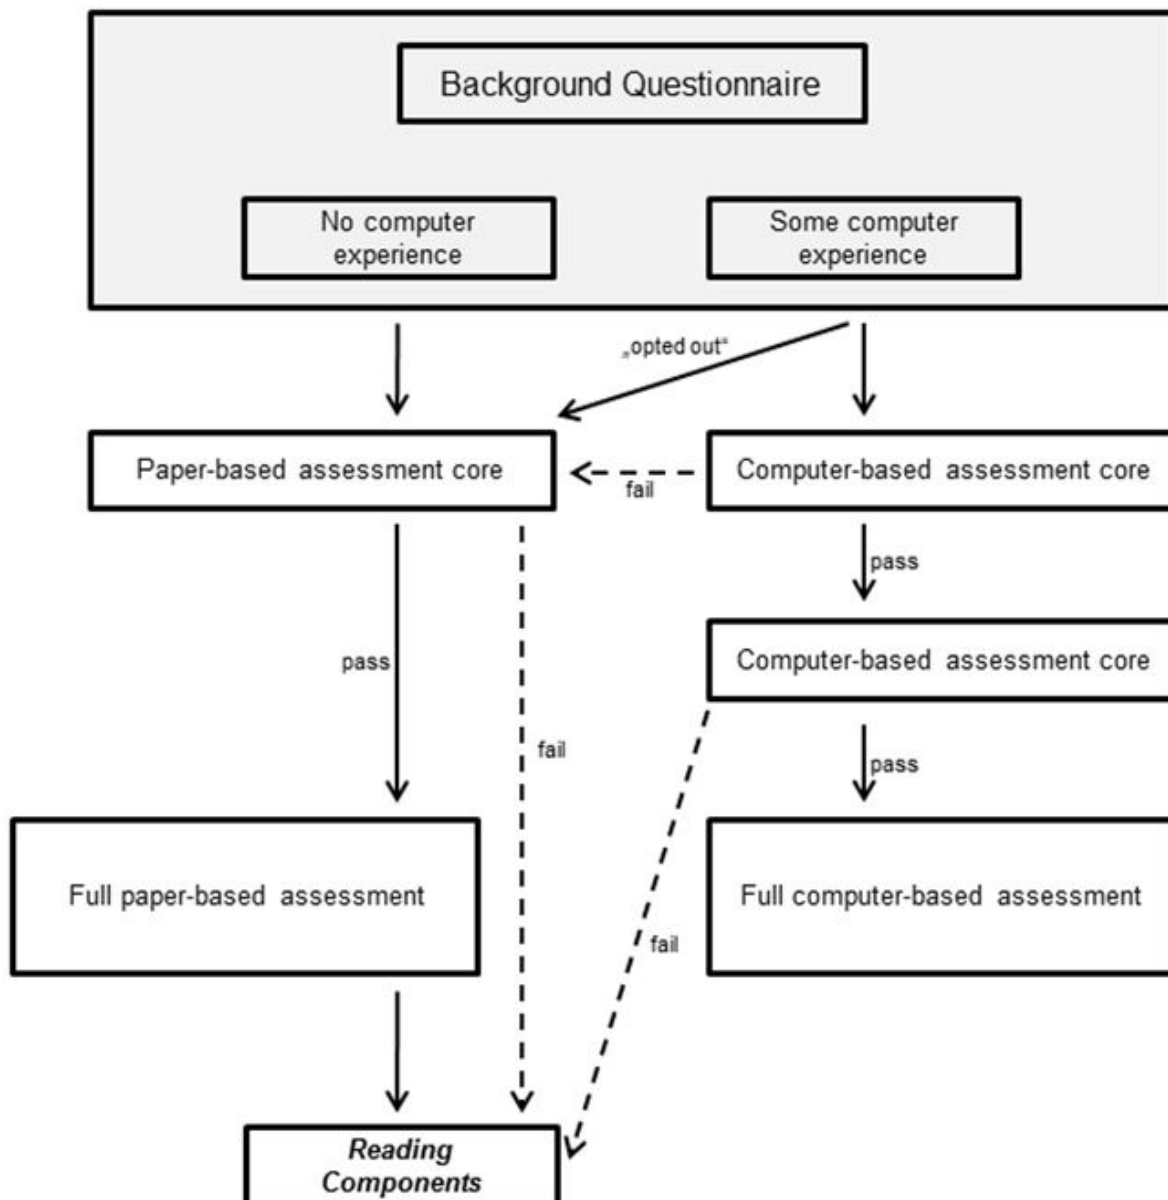 Background Questionnaire
No computer
experience
Some computer
experience
„opted out“
Paper-based assessment core
fail
Computer-based assessment core
pass
Computer-based assessment core
pass
fail
pass
Full paper-based assessment
fail
Full computer-based assessment
Reading
Components